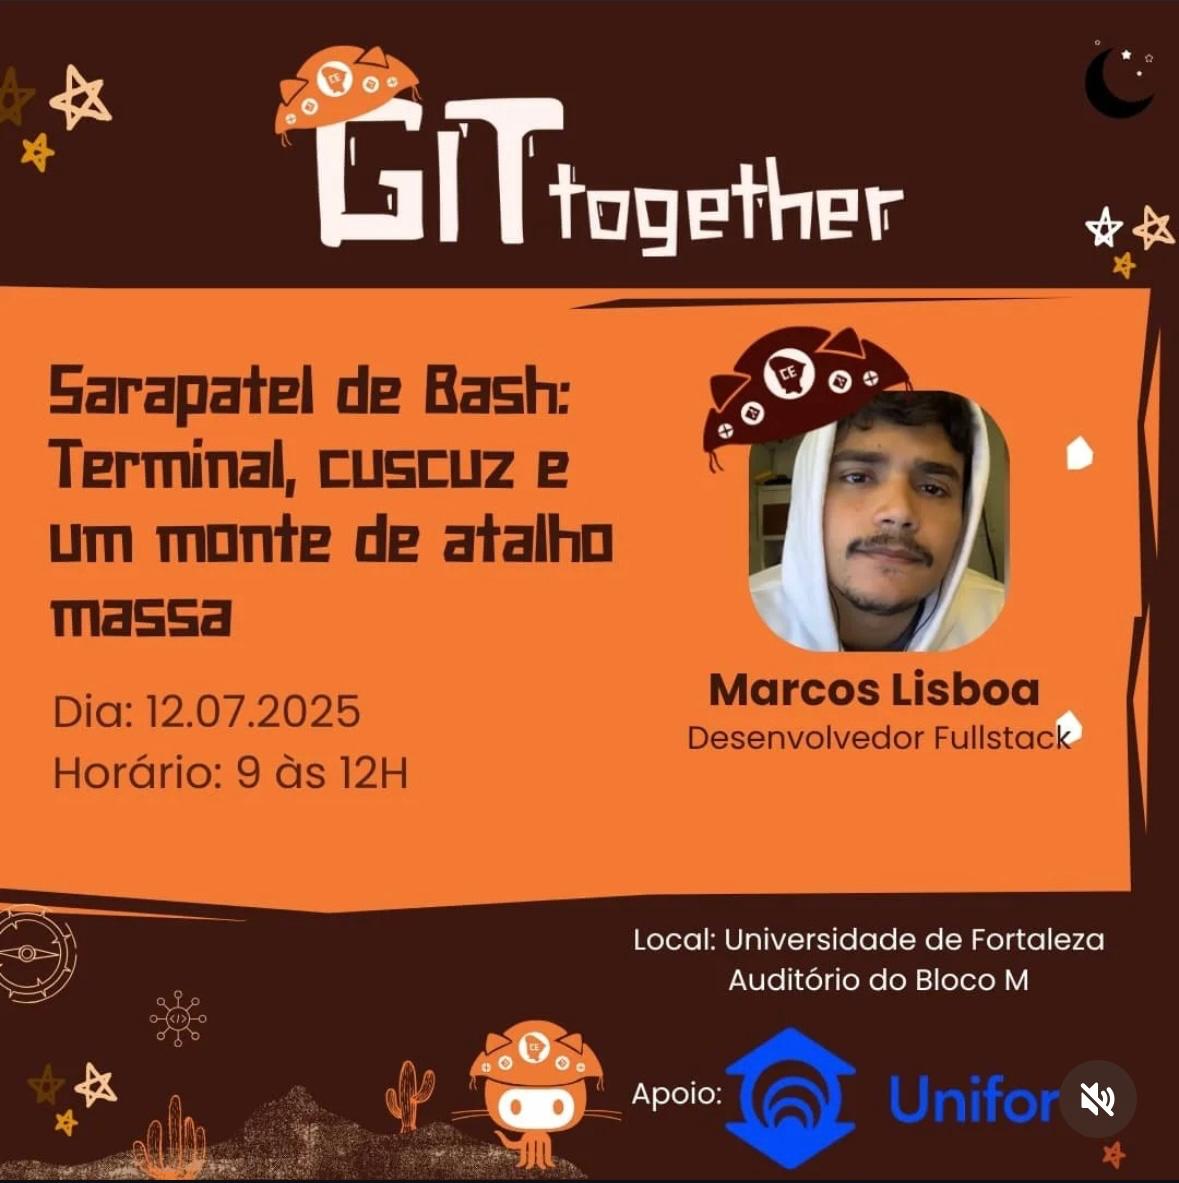 GIT together
Sarapatel de Bash:
Terminal, cuscuz e
um monte de atalho
massa
Dia: 12.07.2025
Horário: 9 às 12H
CE
Marcos Lisboa
Desenvolvedor Fullstack
Local: Universidade de Fortaleza
Auditório do Bloco M
Apoio:
Unifor